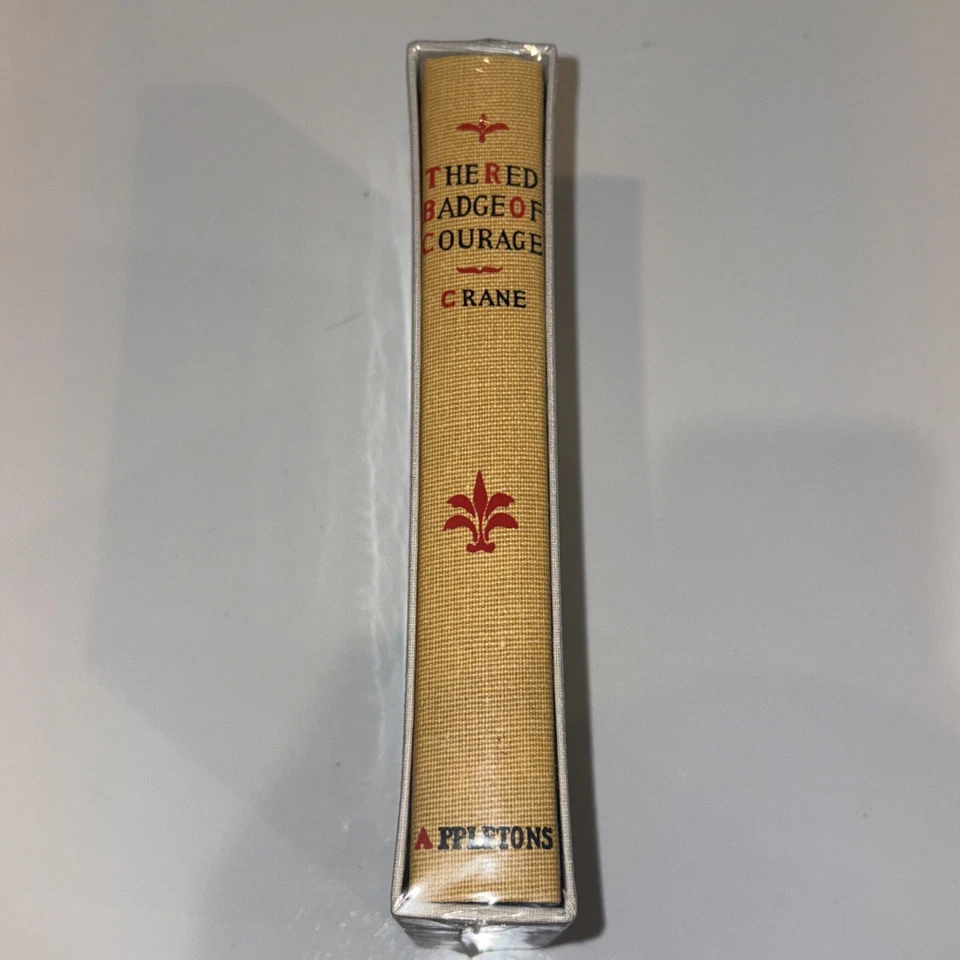 THE RED
BADGE OF
COURAGE
CRANE
APPLETONS